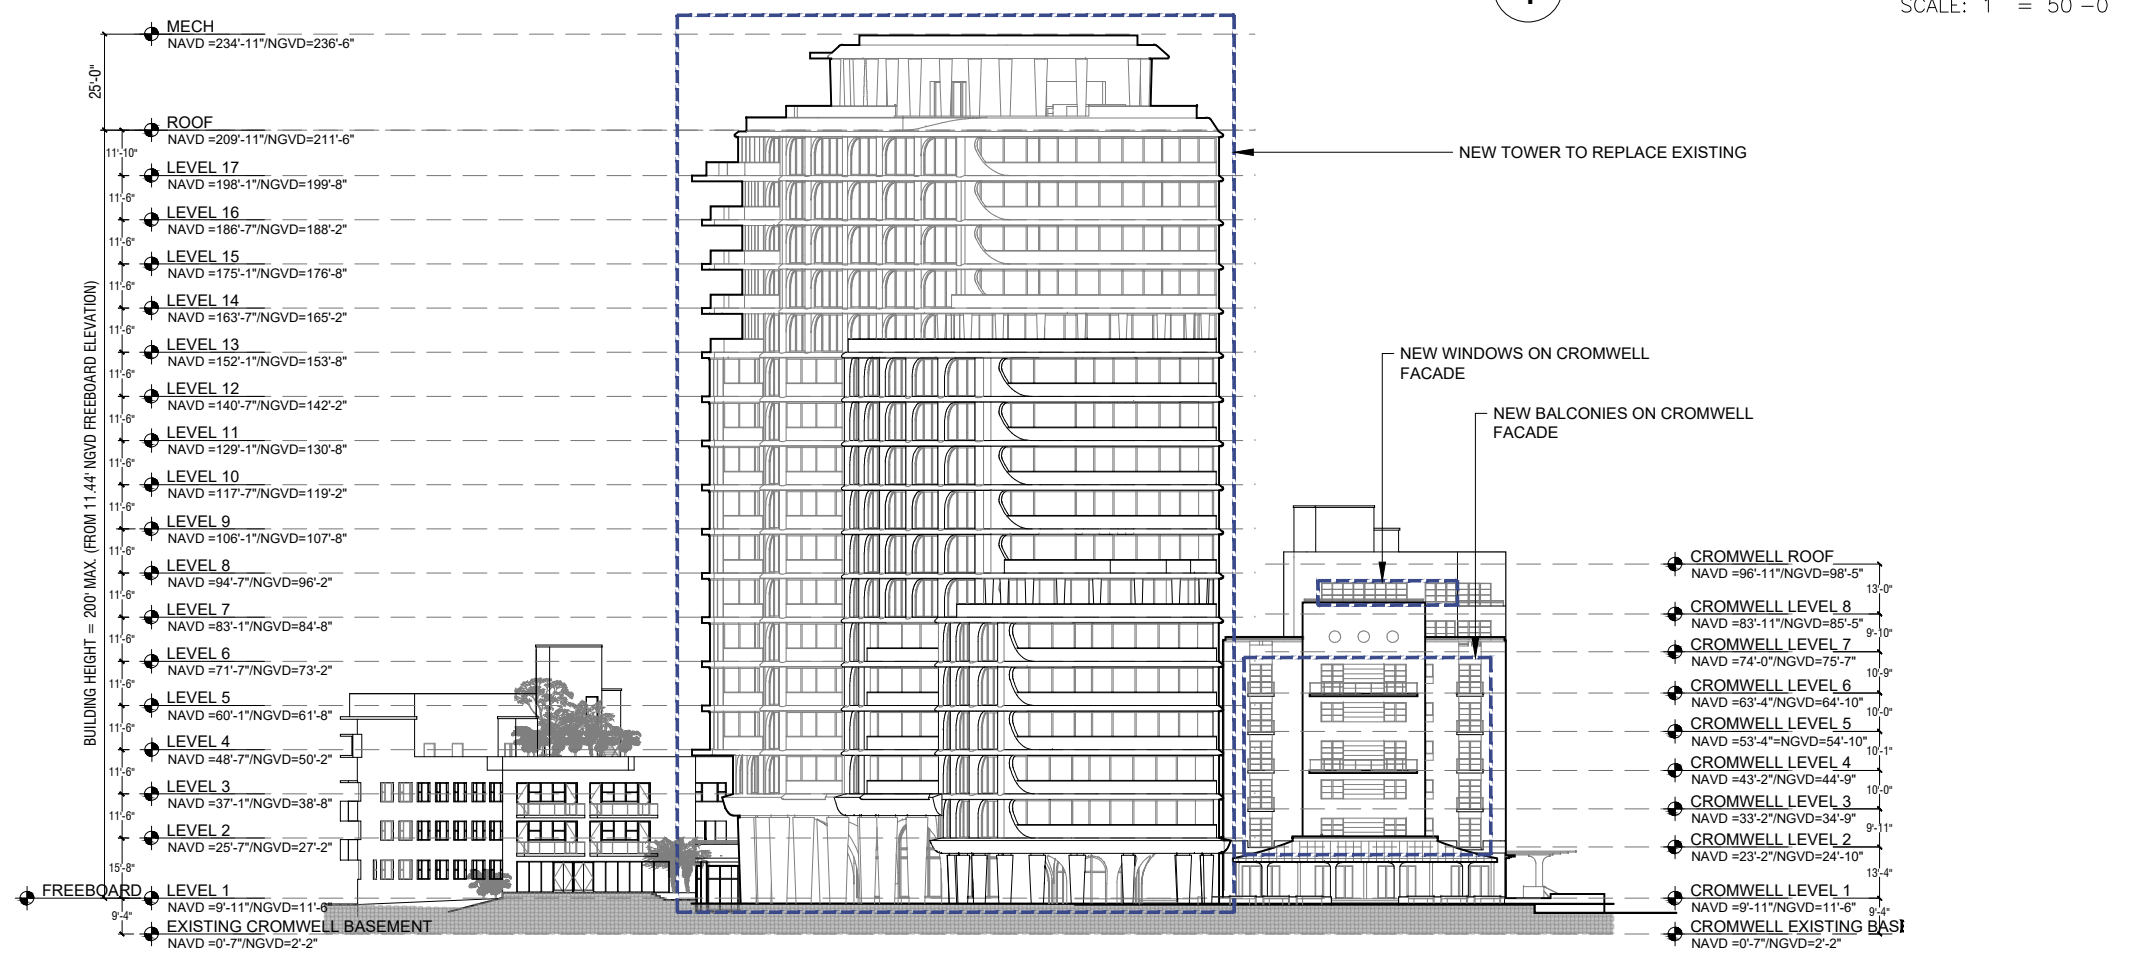 SCALE: 1 = 50 -0
MECH
NAVD =234'-11"/NGVD=236'-6"
25'-0"
ROOF
NAVD =209'-11"/NGVD=211'-6"
11'-10"
LEVEL 17
NAVD =198'-1"/NGVD=199'-8"
11'-6"
LEVEL 16
NAVD =186'-7"/NGVD=188'-2"
11'-6"
LEVEL 15
NAVD =175'-1"/NGVD=176'-8"
11'-6"
LEVEL 14
NAVD =163'-7"/NGVD=165'-2"
11'-6"
LEVEL 13
NAVD =152'-1"/NGVD=153'-8"
11'-6"
LEVEL 12
NAVD =140'-7"/NGVD=142'-2"
11'-6"
LEVEL 11
NAVD =129'-1"/NGVD=130'-8"
11'-6"
LEVEL 10
NAVD =117'-7"/NGVD=119'-2"
11'-6"
LEVEL 9
NAVD =106'-1"/NGVD=107'-8"
11'-6"
LEVEL 8
NAVD =94'-7"/NGVD=96'-2"
11'-6"
LEVEL 7
NAVD =83'-1"/NGVD=84'-8"
11'-6"
LEVEL 6
NAVD =71'-7"/NGVD=73'-2"
11'-6"
LEVEL 5
NAVD =60'-1"/NGVD=61'-8"
11'-6"
LEVEL 4
NAVD =48'-7"/NGVD=50'-2"
11'-6"
LEVEL 3
NAVD =37'-1"/NGVD=38'-8"
11'-6"
LEVEL 2
NAVD =25'-7"/NGVD=27'-2"
15'-8"
FREEBOARD
LEVEL 1
NAVD =9'-11"/NGVD=11'-6"
9'-4"
EXISTING CROMWELL BASEMENT
NAVD =0'-7"/NGVD=2'-2"
BUILDING HEIGHT = 200' MAX. (FROM 11.44' NGVD FREEBOARD ELEVATION)
NEW TOWER TO REPLACE EXISTING
NEW WINDOWS ON CROMWELL
FACADE
NEW BALCONIES ON CROMWELL
FACADE
CROMWELL ROOF
NAVD =96'-11"/NGVD=98'-5"
13'-0"
CROMWELL LEVEL 8
NAVD =83'-11"/NGVD=85'-5"
9'-10"
CROMWELL LEVEL 7
NAVD =74'-0"/NGVD=75'-7"
10'-9"
CROMWELL LEVEL 6
NAVD =63'-4"/NGVD=64'-10"
10'-0"
CROMWELL LEVEL 5
NAVD =53'-4"=NGVD=54'-10"
10'-1"
CROMWELL LEVEL 4
NAVD =43'-2"/NGVD=44'-9"
10'-0"
CROMWELL LEVEL 3
NAVD =33'-2"/NGVD=34'-9"
9'-11"
CROMWELL LEVEL 2
NAVD =23'-2"/NGVD=24'-10"
13'-4"
CROMWELL LEVEL 1
NAVD =9'-11"/NGVD=11'-6"
9'-4"
CROMWELL EXISTING BAS
NAVD =0'-7"/NGVD=2'-2"